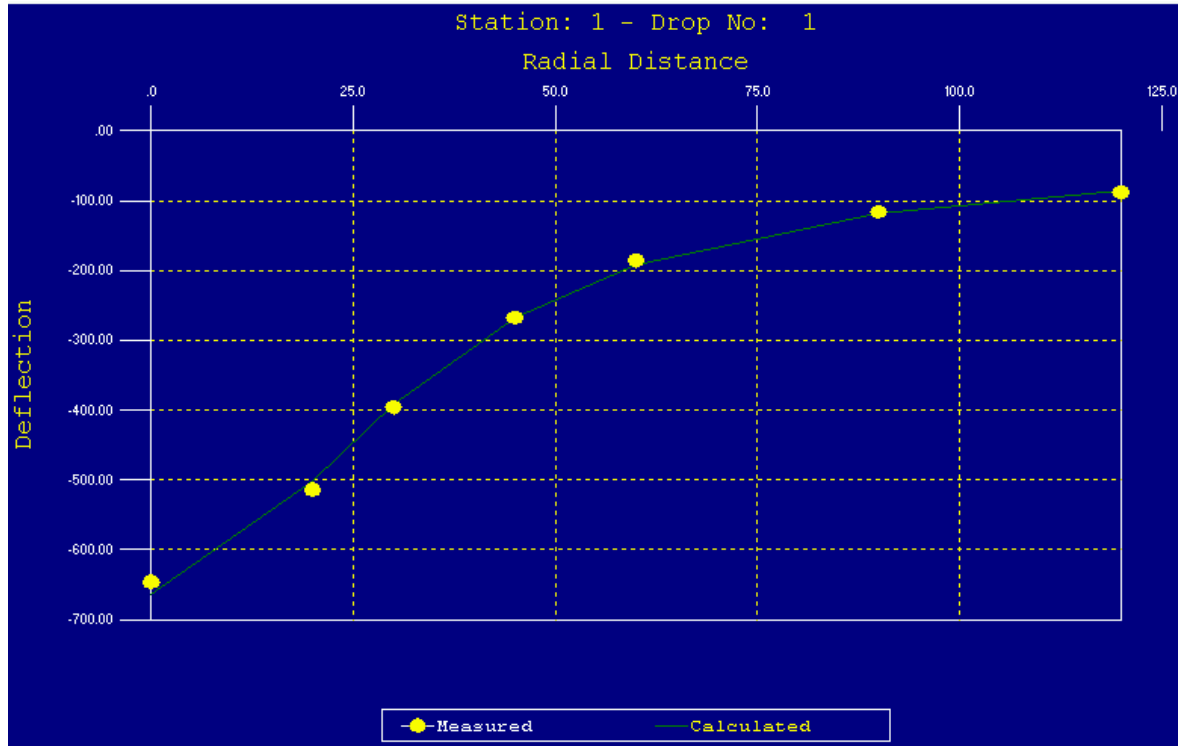 Station: 1 - Drop No: 1
Radial Distance
.0 25.0 50.0 75.0 100.0 125.0
.00
-100.00
-200.00
-300.00
-400.00
-500.00
-600.00
-700.00
Deflection
Measured Calculated